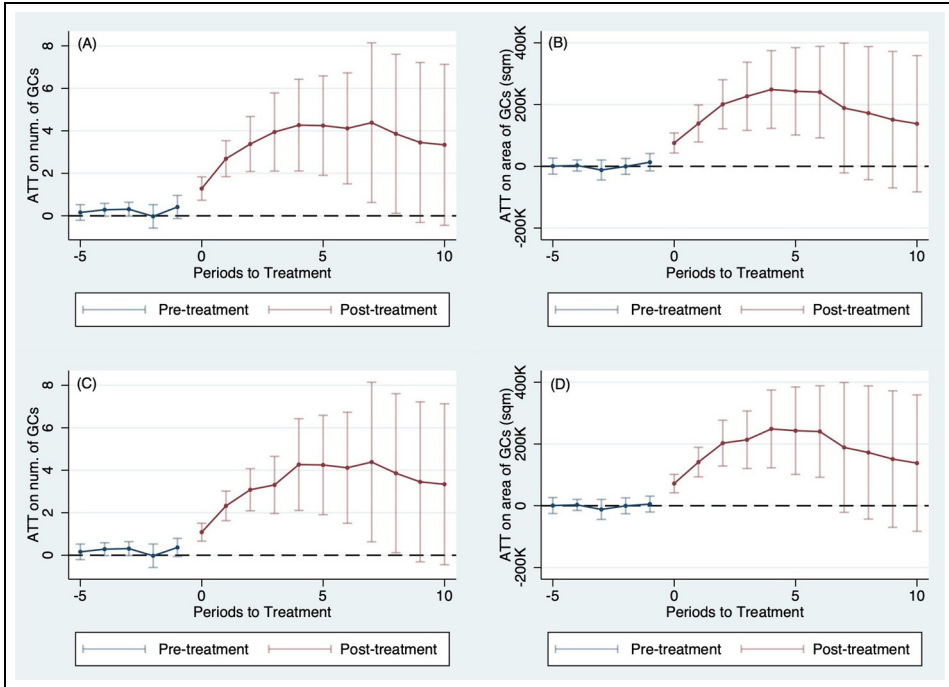 (A)
ATT on num. of GCs
8
6
4
2
0
-5 0 5 10
Periods to Treatment
Pre-treatment Post-treatment
(B)
ATT on area of GCs (sqm)
400K
200K
0
-200K
-5 0 5 10
Periods to Treatment
Pre-treatment Post-treatment
(C)
ATT on num. of GCs
8
6
4
2
0
-5 0 5 10
Periods to Treatment
Pre-treatment Post-treatment
(D)
ATT on area of GCs (sqm)
400K
200K
0
-200K
-5 0 5 10
Periods to Treatment
Pre-treatment Post-treatment